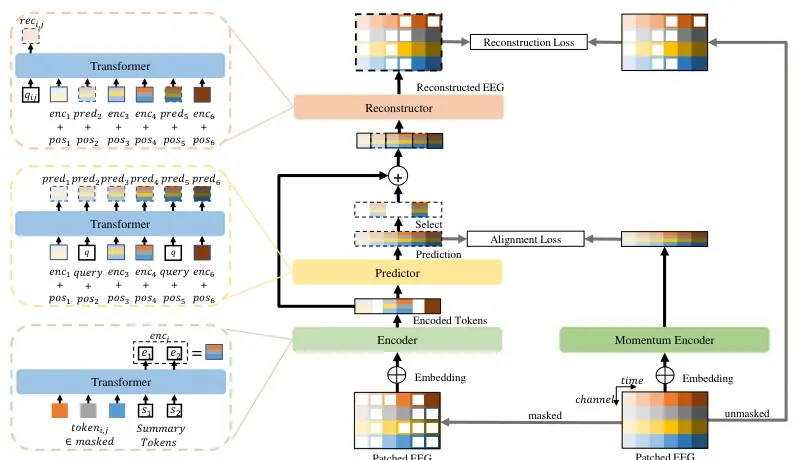 rec_{i,j}
Transformer
q_{ij}
enc_1 pred_2 enc_3 enc_4 pred_5 enc_6
+ + + + + +
pos_1 pos_2 pos_3 pos_4 pos_5 pos_6
Reconstruction Loss
Reconstructed EEG
Reconstructor
+
pred_1 pred_2 pred_3 pred_4 pred_5 pred_6
Transformer
q q
enc_1 query enc_3 enc_4 query enc_6
+ + + + + +
pos_1 pos_2 pos_3 pos_4 pos_5 pos_6
Select
Alignment Loss
Prediction
Predictor
Encoded Tokens
Encoder
Momentum Encoder
enc_j
e_1 e_2 =
Transformer
s_1 s_2
token_{i,j} Summary
∈ masked Tokens
Embedding
Embedding
time
channel
masked
unmasked
Patched EEG
Patched EEG